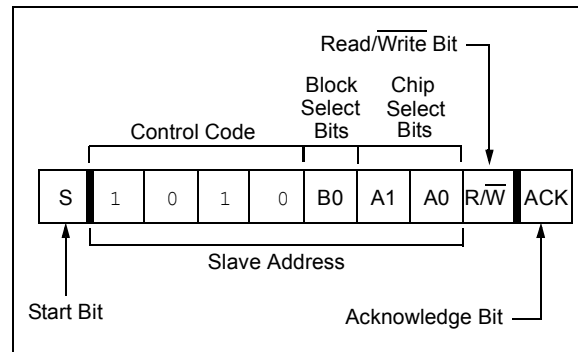 Read/Write Bit
Block Select Bits
Chip Select Bits
Control Code
S 1 0 1 0 B0 A1 A0 R/W ACK
Slave Address
Start Bit
Acknowledge Bit